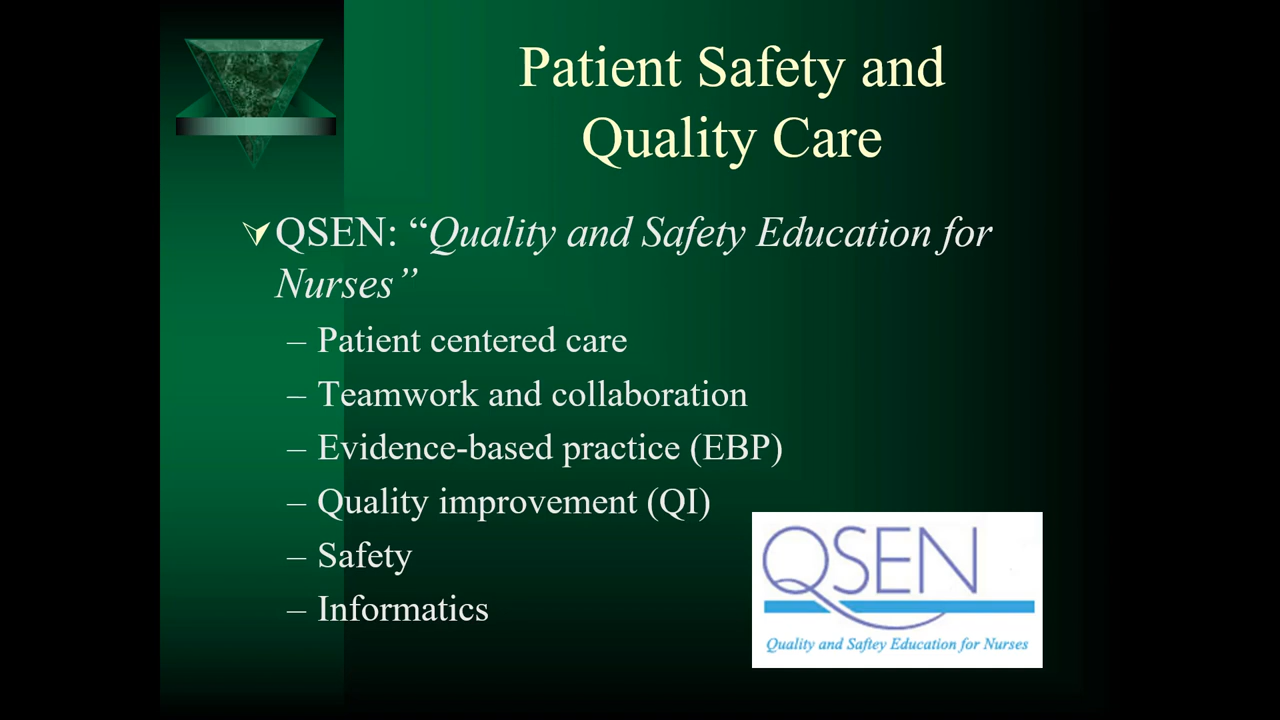 Patient Safety and
Quality Care
QSEN: “Quality and Safety Education for
Nurses”
– Patient centered care
– Teamwork and collaboration
– Evidence-based practice (EBP)
– Quality improvement (QI)
– Safety
– Informatics
QSEN
Quality and Saftey Education for Nurses